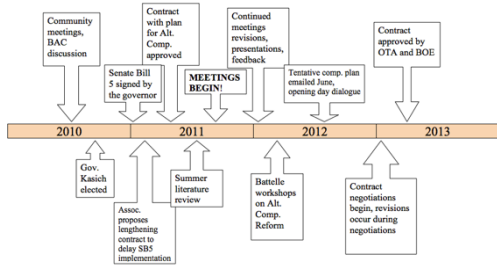 Community
meetings,
BAC
discussion
Contract
with plan
for Alt.
Comp.
approved
Senate Bill
5 signed by
the governor
MEETINGS
BEGIN!
Continued
meetings
revisions,
presentations,
feedback
Tentative comp. plan
emailed June,
opening day dialogue
Contract
approved by
OTA and BOE
2010
2011
2012
2013
Gov.
Kasich
elected
Assoc.
proposes
lengthening
contract to
delay SB5
implementation
Summer
literature
review
Battelle
workshops
on Alt.
Comp.
Reform
Contract
negotiations
begin, revisions
occur during
negotiations